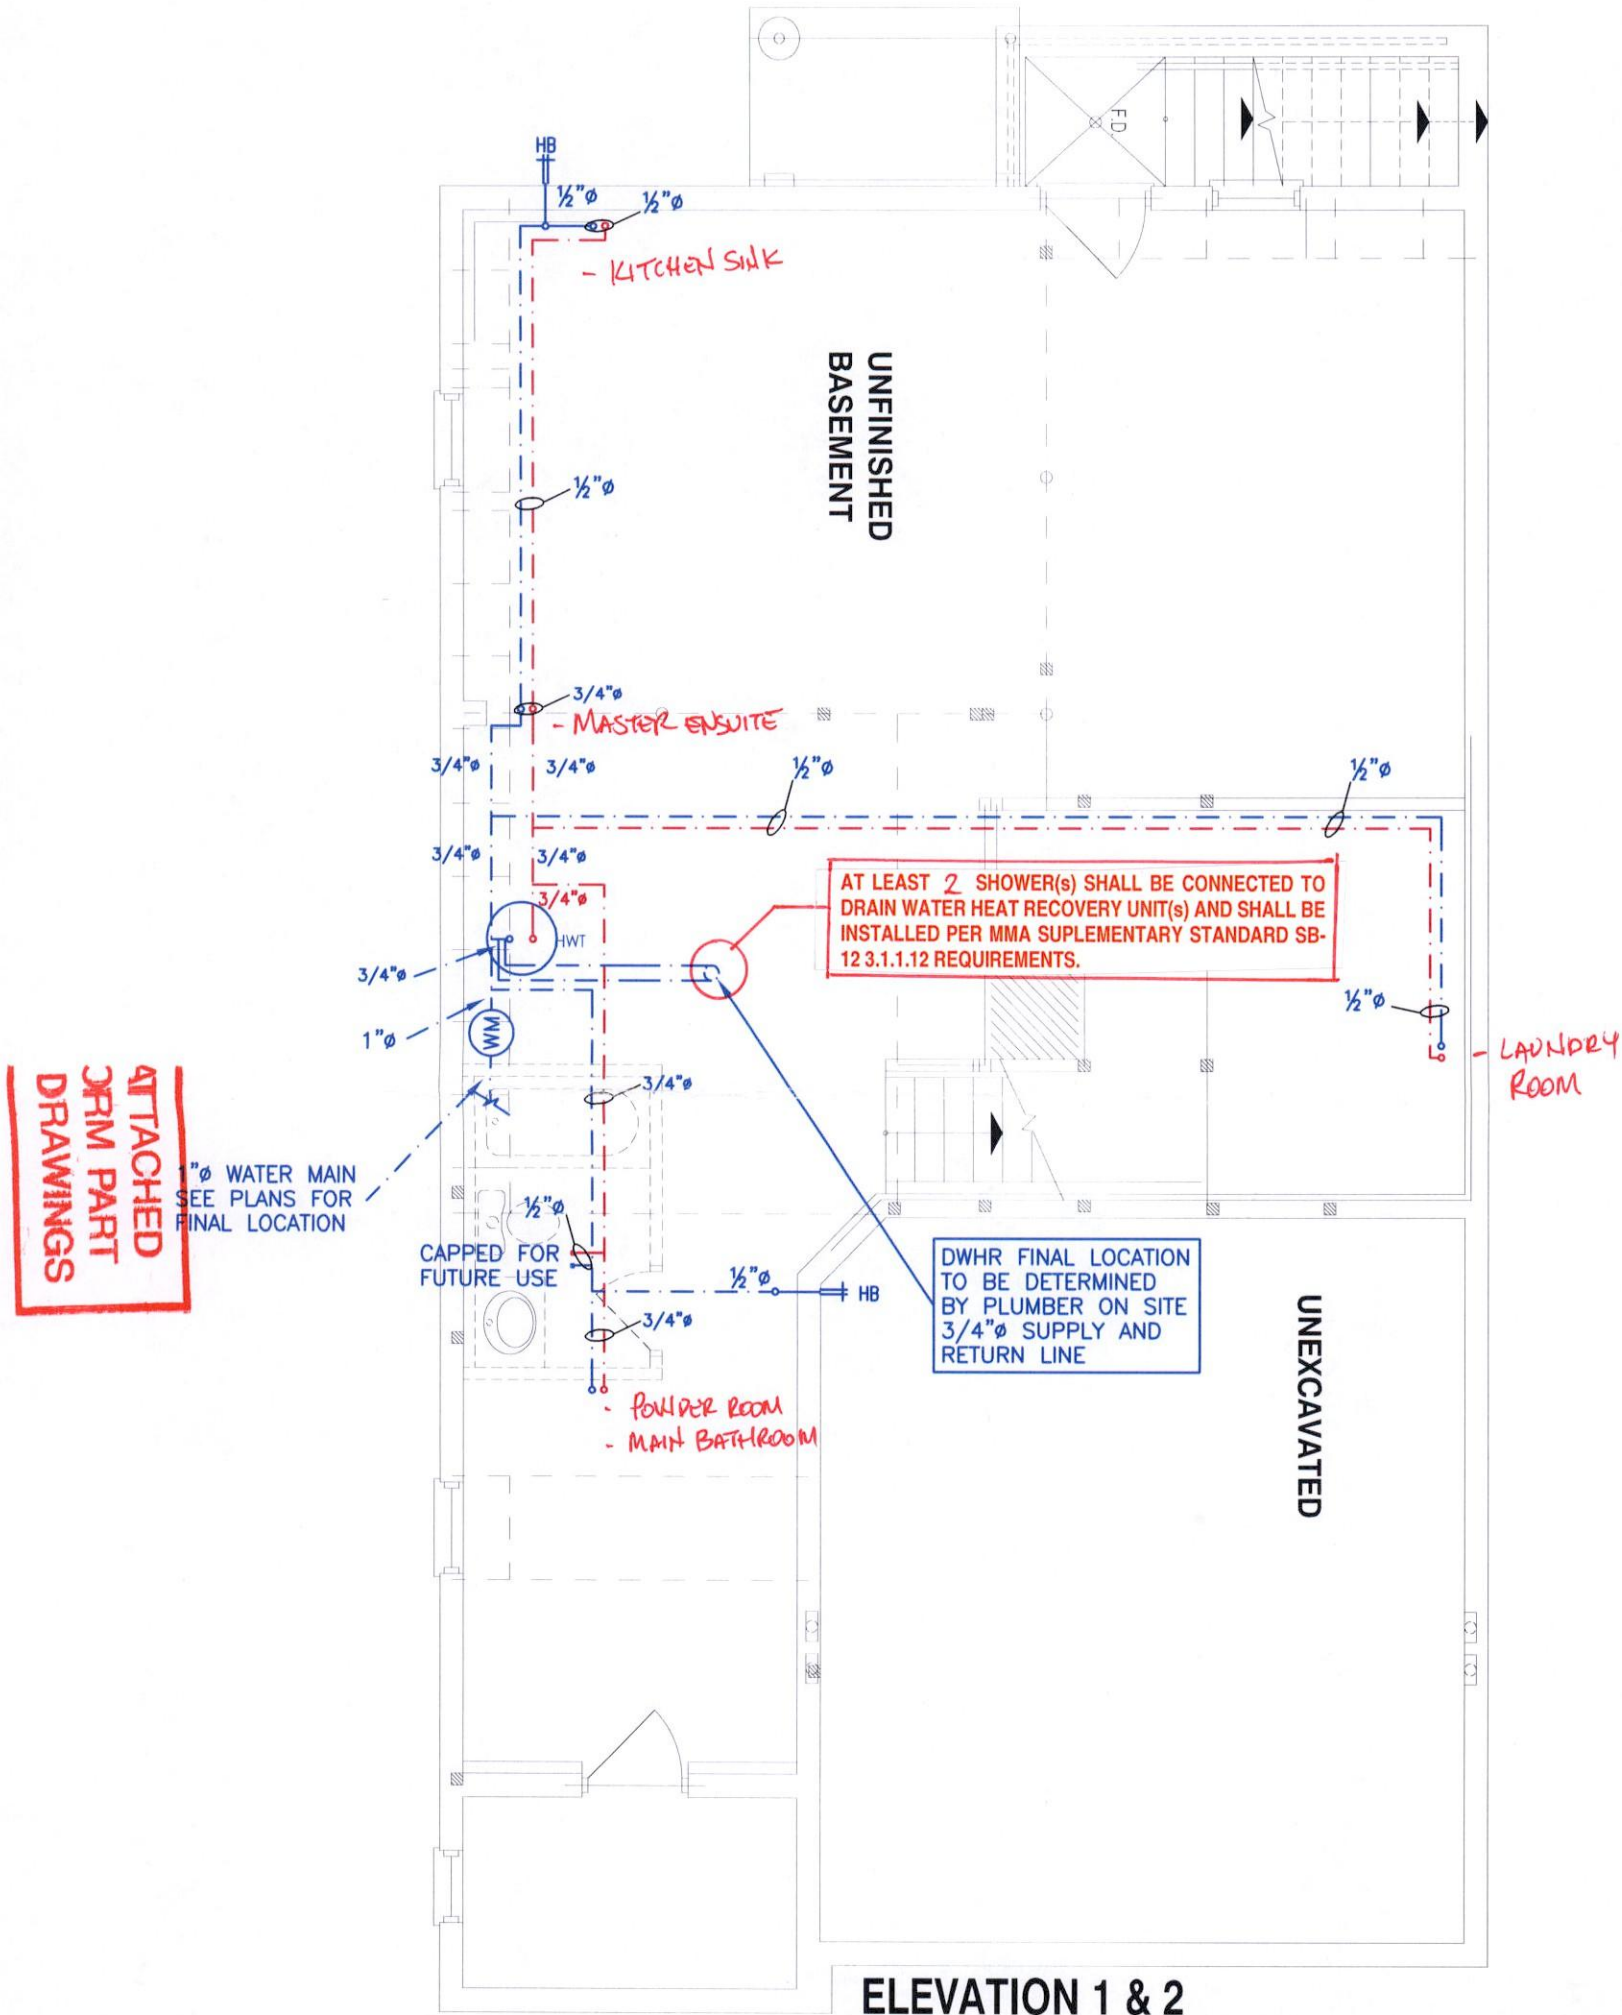 F.D.
HB
½"ø
½"ø
- KITCHEN SINK
UNFINISHED
BASEMENT
½"ø
3/4"ø
- MASTER ENSUITE
3/4"ø
3/4"ø
½"ø
½"ø
3/4"ø
3/4"ø
3/4"ø
HWT
AT LEAST 2 SHOWER(s) SHALL BE CONNECTED TO
DRAIN WATER HEAT RECOVERY UNIT(s) AND SHALL BE
INSTALLED PER MMA SUPLEMENTARY STANDARD SB-
12 3.1.1.12 REQUIREMENTS.
3/4"ø
1"ø
WM
½"ø
- LAUNDRY
ROOM
3/4"ø
ATTACHED
ORM PART
DRAWINGS
1"ø WATER MAIN
SEE PLANS FOR
FINAL LOCATION
½"ø
CAPPED FOR
FUTURE USE
½"ø
HB
3/4"ø
DWHR FINAL LOCATION
TO BE DETERMINED
BY PLUMBER ON SITE
3/4"ø SUPPLY AND
RETURN LINE
UNEXCAVATED
- POWDER ROOM
- MAIN BATHROOM
ELEVATION 1 & 2